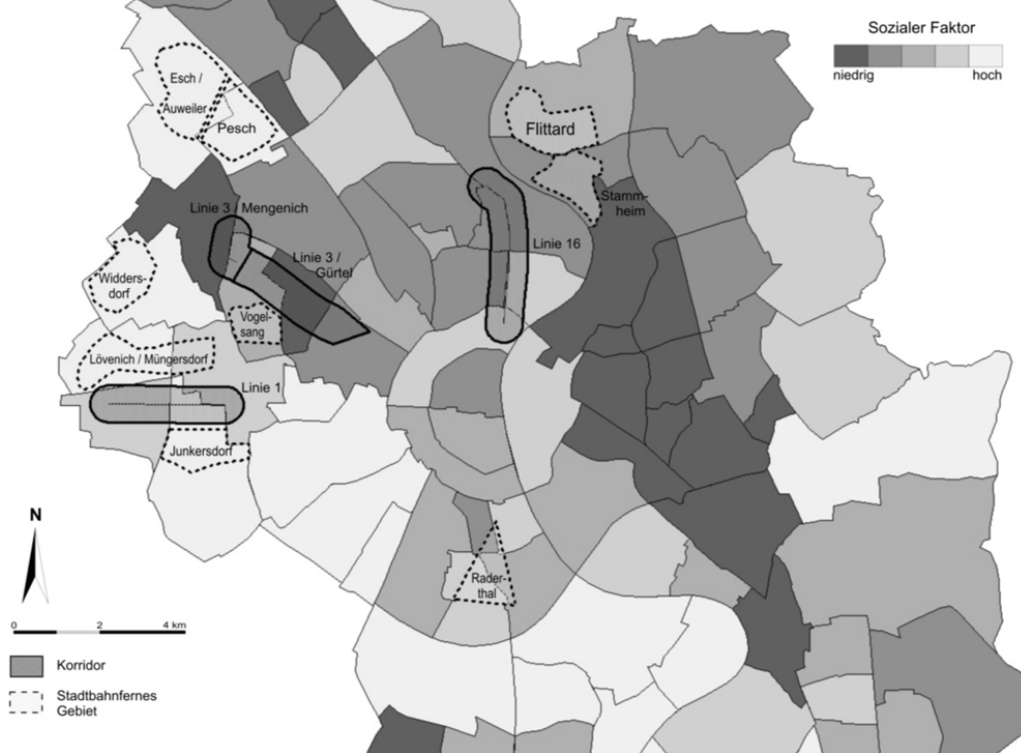 Sozialer Faktor
niedrig
hoch
Esch /
Auweiler
Pesch
Flittard
Stamm-
heim
Linie 3 / Mengenich
Linie 16
Linie 3 /
Gürtel
Widders-
dorf
Vogel-
sang
Lövenich / Müngersdorf
Linie 1
Junkersdorf
Rader-
thal
N
0 2 4 km
Korridor
Stadtbahnfernes
Gebiet